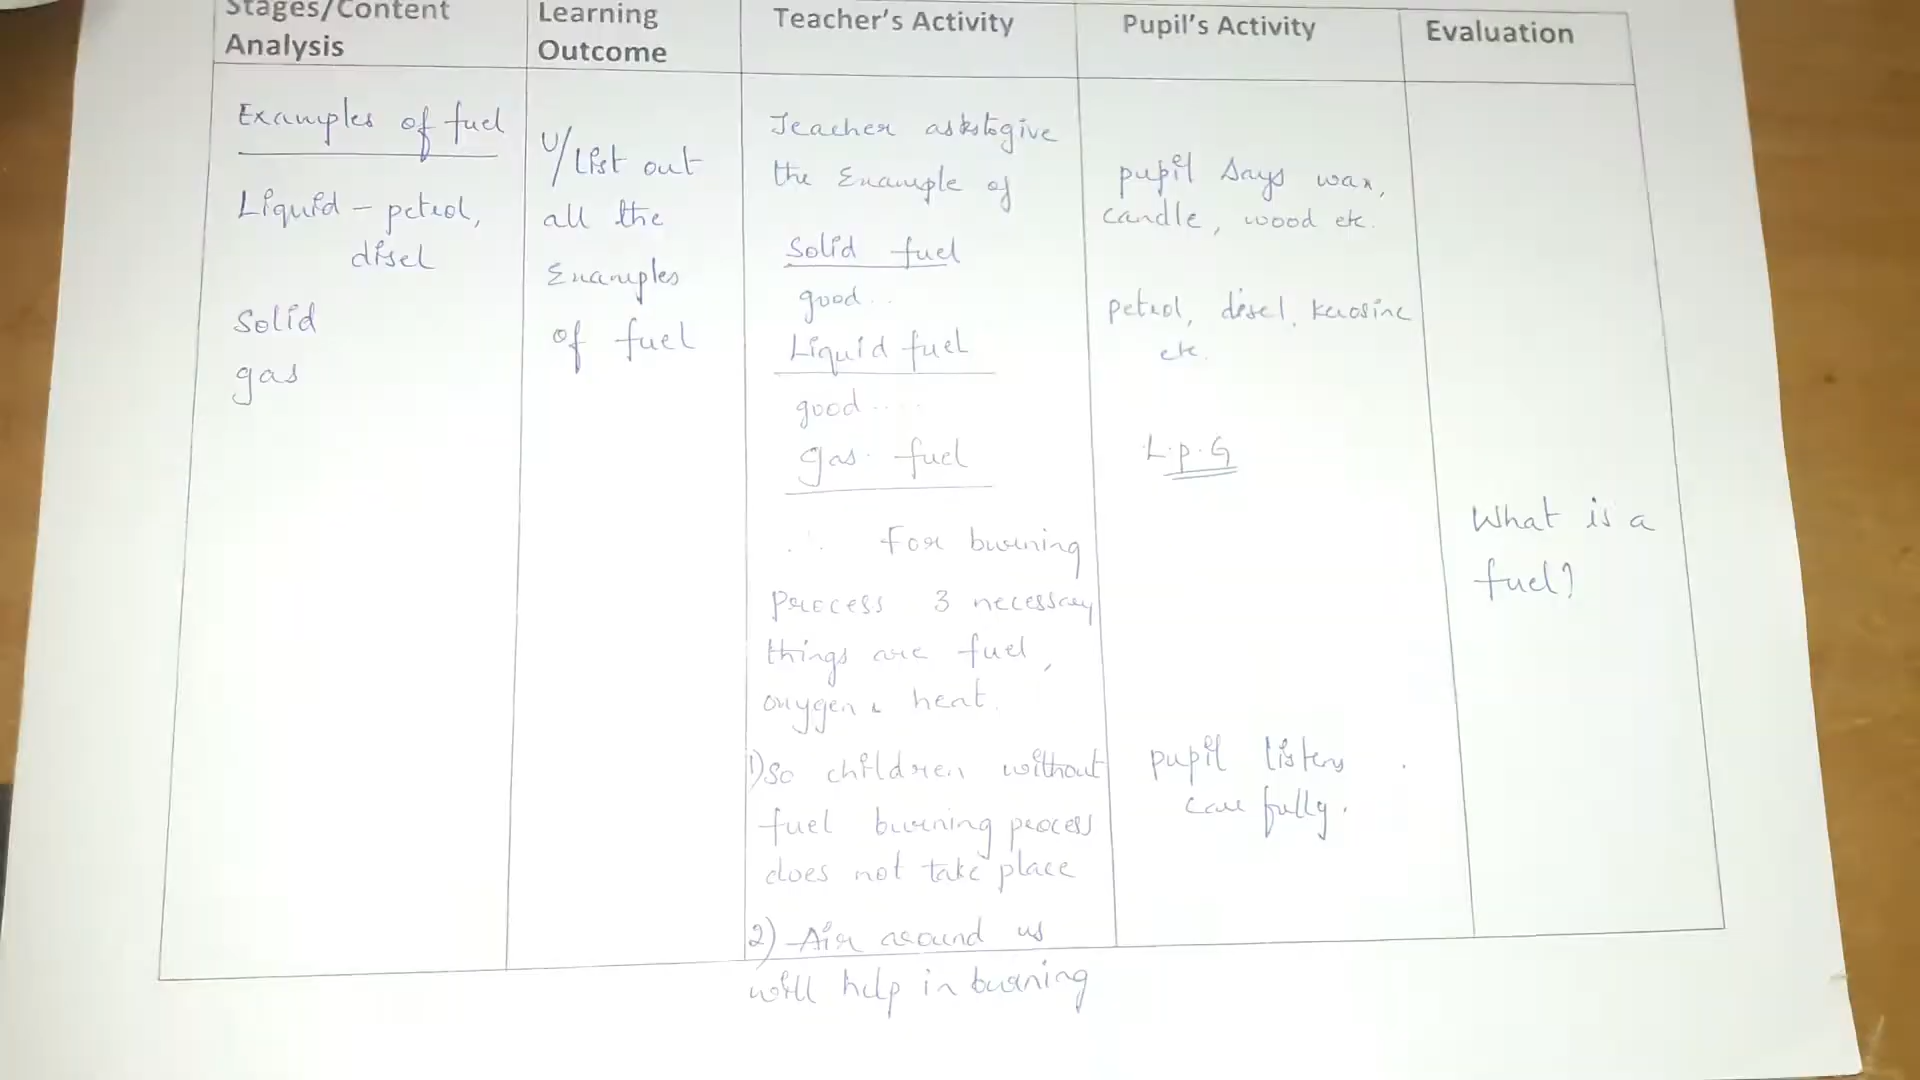 Stages/Content
Analysis
Learning
Outcome
Teacher's Activity
Pupil's Activity
Evaluation
Examples of fuel
Liquid - petrol,
disel
Solid
gas
U/List out
all the
Examples
of fuel
Teacher asks to give
the Example of
Solid fuel
good..
Liquid fuel
good.....
gas. fuel
For burning
process 3 necessary
things are fuel,
oxygen & heat.
1) so children without
fuel burning process
does not take place
2) Air around us
will help in burning
pupil says wax,
candle, wood etc.
petrol, disel, kerosine
etc.
L.p.G
pupil listens
carefully.
What is a
fuel?